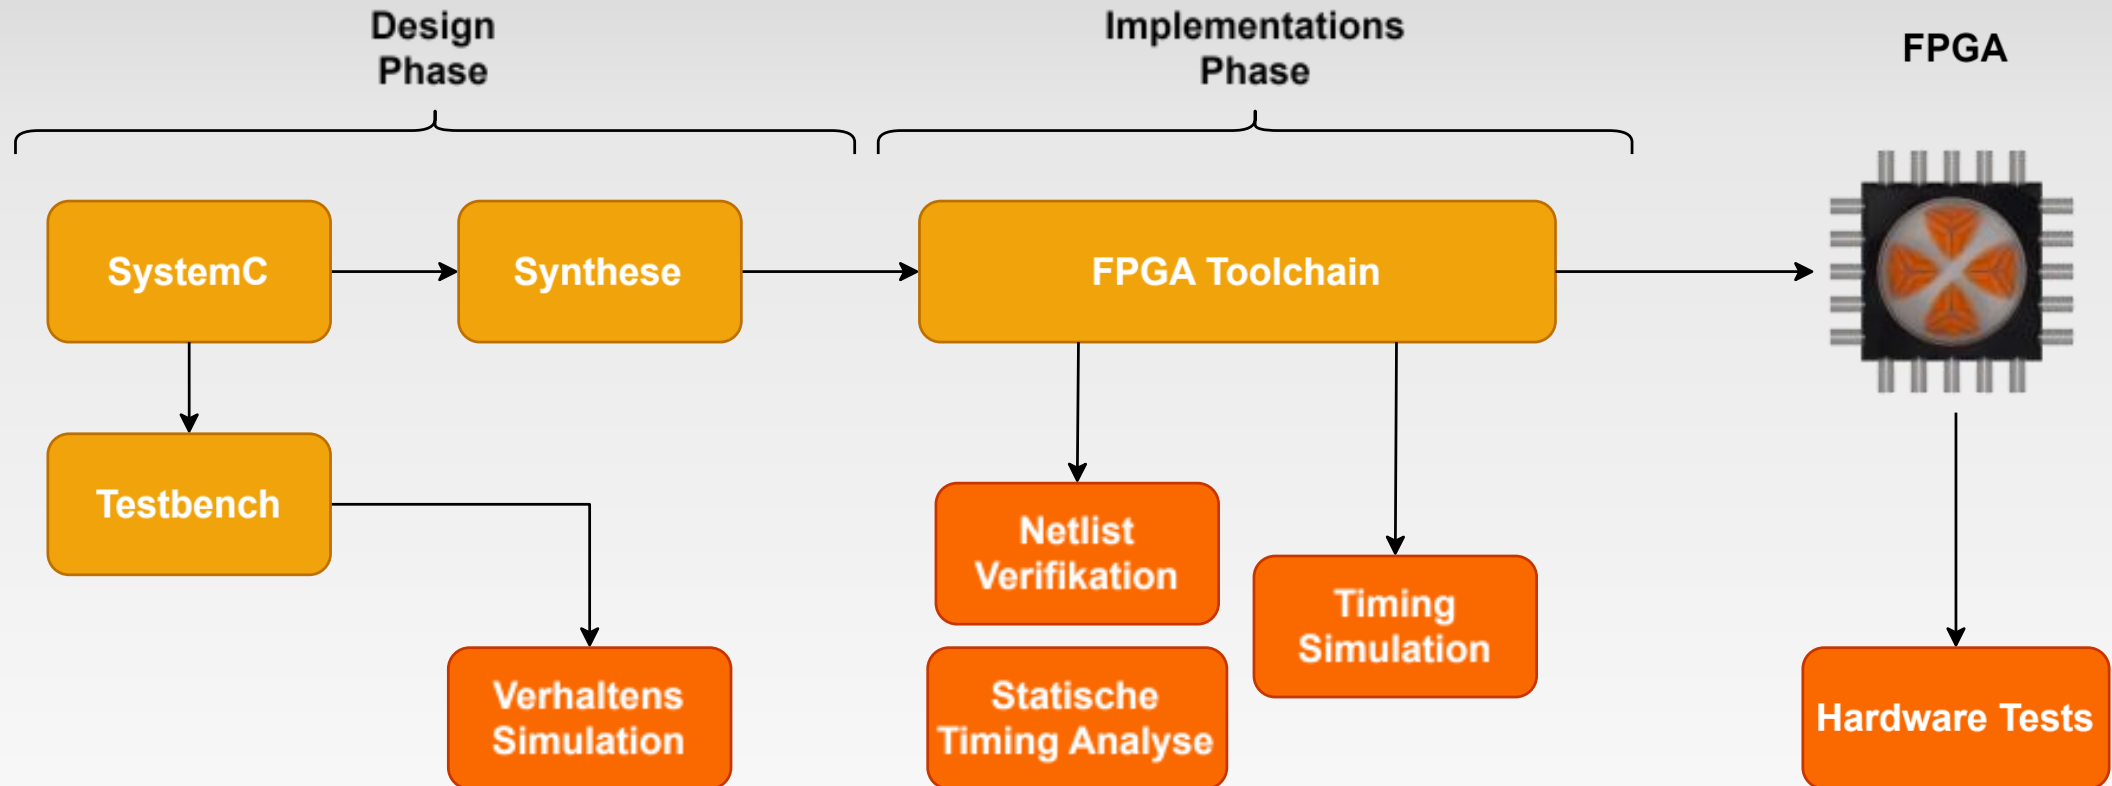 Design
Phase
Implementations
Phase
FPGA
SystemC
Synthese
FPGA Toolchain
Testbench
Netlist
Verifikation
Timing
Simulation
Verhaltens
Simulation
Statische
Timing Analyse
Hardware Tests